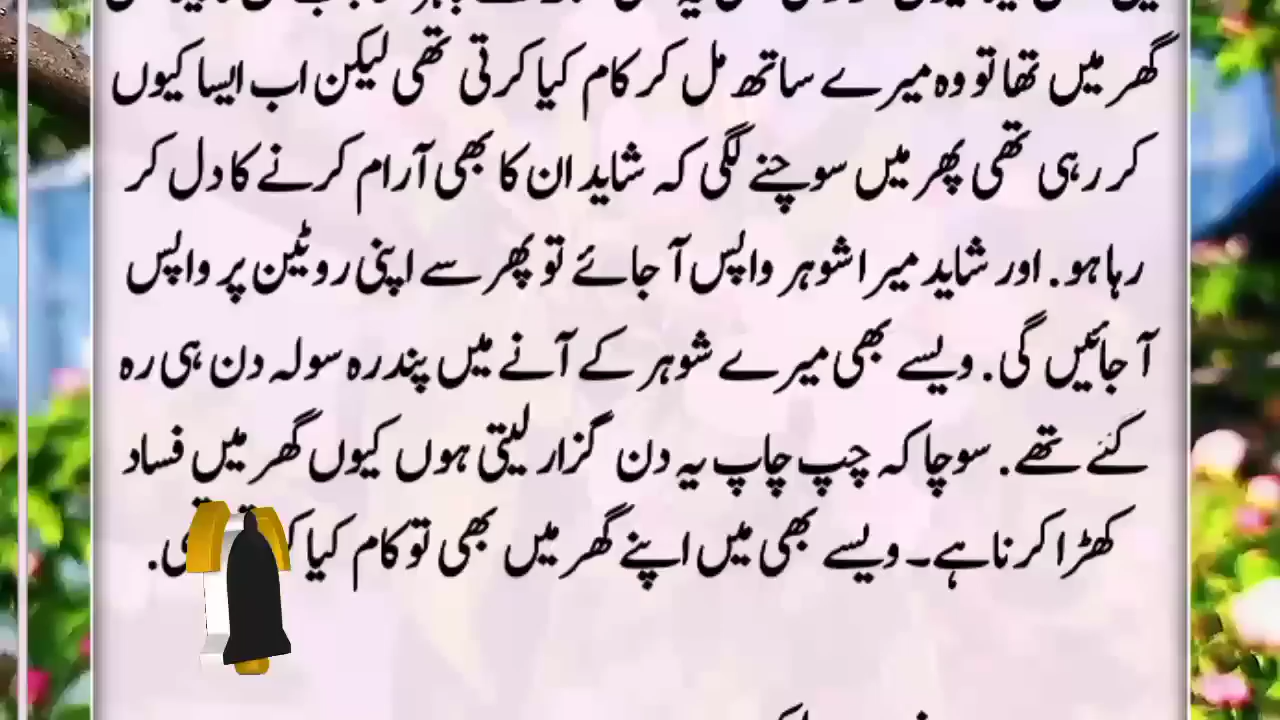 گھر میں تھا تو وہ میرے ساتھ مل کر کام کیا کرتی تھی لیکن اب ایسا کیوں
کر رہی تھی پھر میں سوچنے لگی کہ شاید ان کا بھی آرام کرنے کا دل کر
رہا ہو. اور شاید میرا شوہر واپس آ جائے تو پھر سے اپنی روٹین پر واپس
آ جائیں گی. ویسے بھی میرے شوہر کے آنے میں پندرہ سولہ دن ہی رہ
گئے تھے. سوچا کہ چپ چاپ یہ دن گزار لیتی ہوں کیوں گھر میں فساد
کھڑا کرنا ہے۔ ویسے بھی میں اپنے گھر میں بھی تو کام کیا